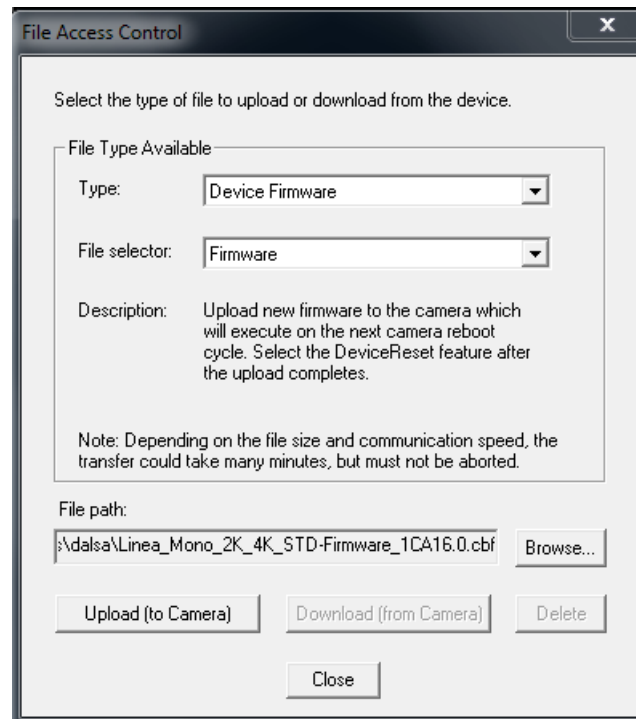 File Access Control
X
Select the type of file to upload or download from the device.
File Type Available
Type:
Device Firmware
File selector:
Firmware
Description:
Upload new firmware to the camera which
will execute on the next camera reboot
cycle. Select the DeviceReset feature after
the upload completes.
Note: Depending on the file size and communication speed, the
transfer could take many minutes, but must not be aborted.
File path:
s\dalsa\Linea_Mono_2K_4K_STD-Firmware_1CA16.0.cbf
Browse...
Upload (to Camera)
Download (from Camera)
Delete
Close